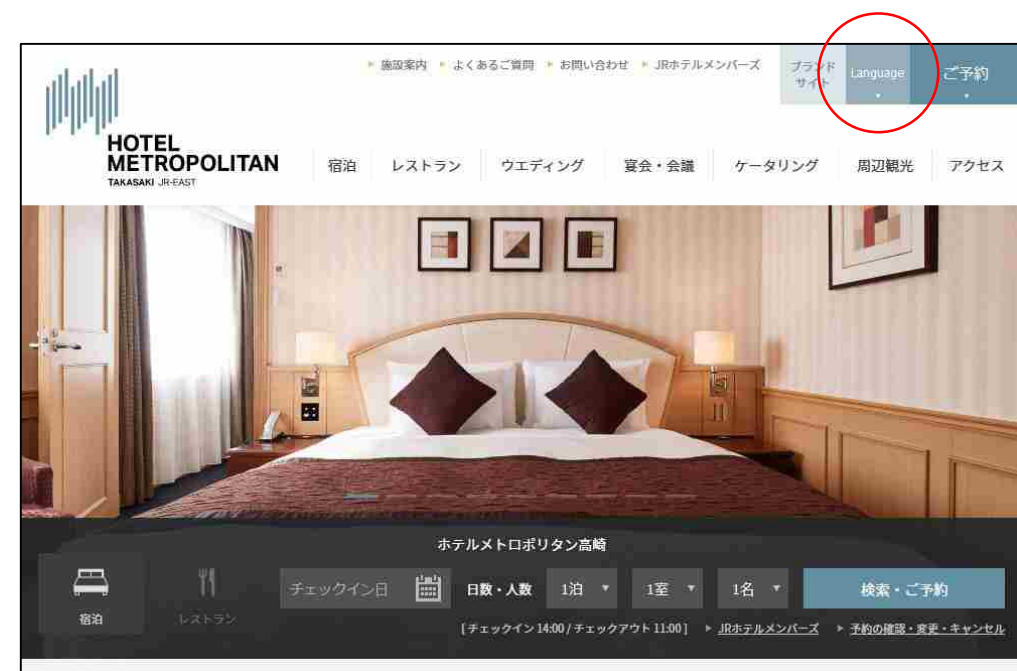 施設案内 よくあるご質問 お問い合わせ JRホテルメンバーズ
ブランド
サイト
Language
ご予約
HOTEL
METROPOLITAN
TAKASAKI JR-EAST
宿泊 レストラン ウエディング 宴会・会議 ケータリング 周辺観光 アクセス
ホテルメトロポリタン高崎
宿泊
レストラン
チェックイン日 日数・人数 1泊 1室 1名 検索・ご予約
[チェックイン 14:00 / チェックアウト 11:00] JRホテルメンバーズ 予約の確認・変更・キャンセル